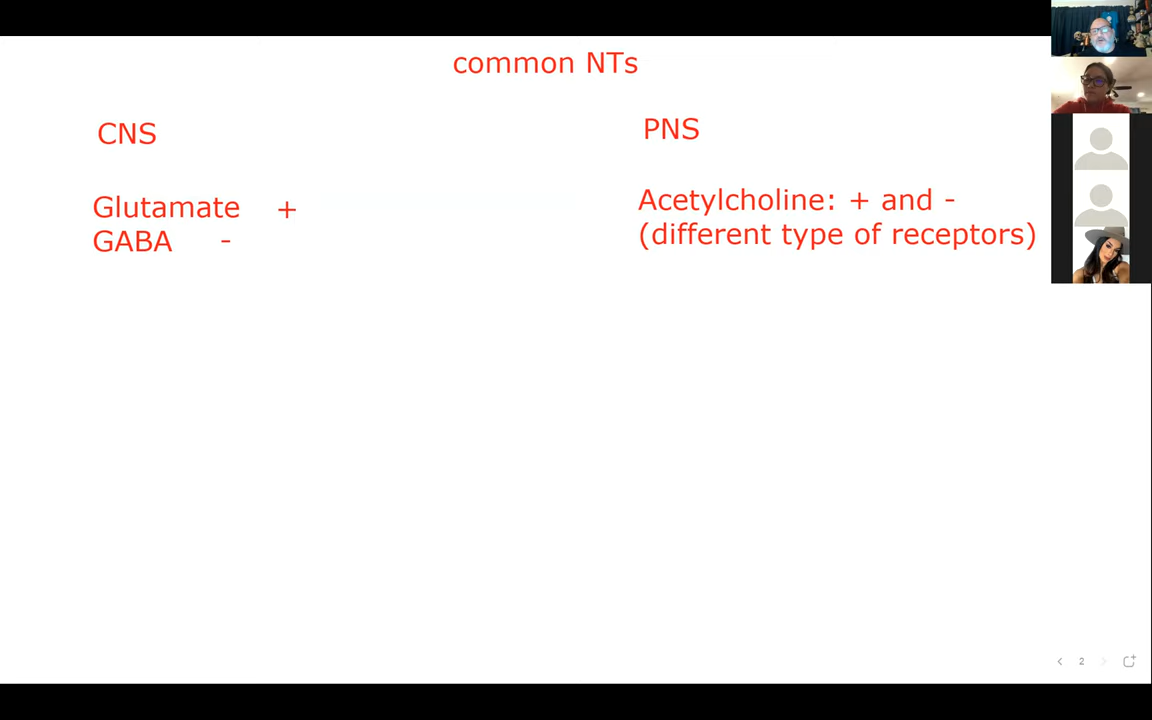 common NTs
CNS
Glutamate +
GABA -
PNS
Acetylcholine: + and -
(different type of receptors)
2